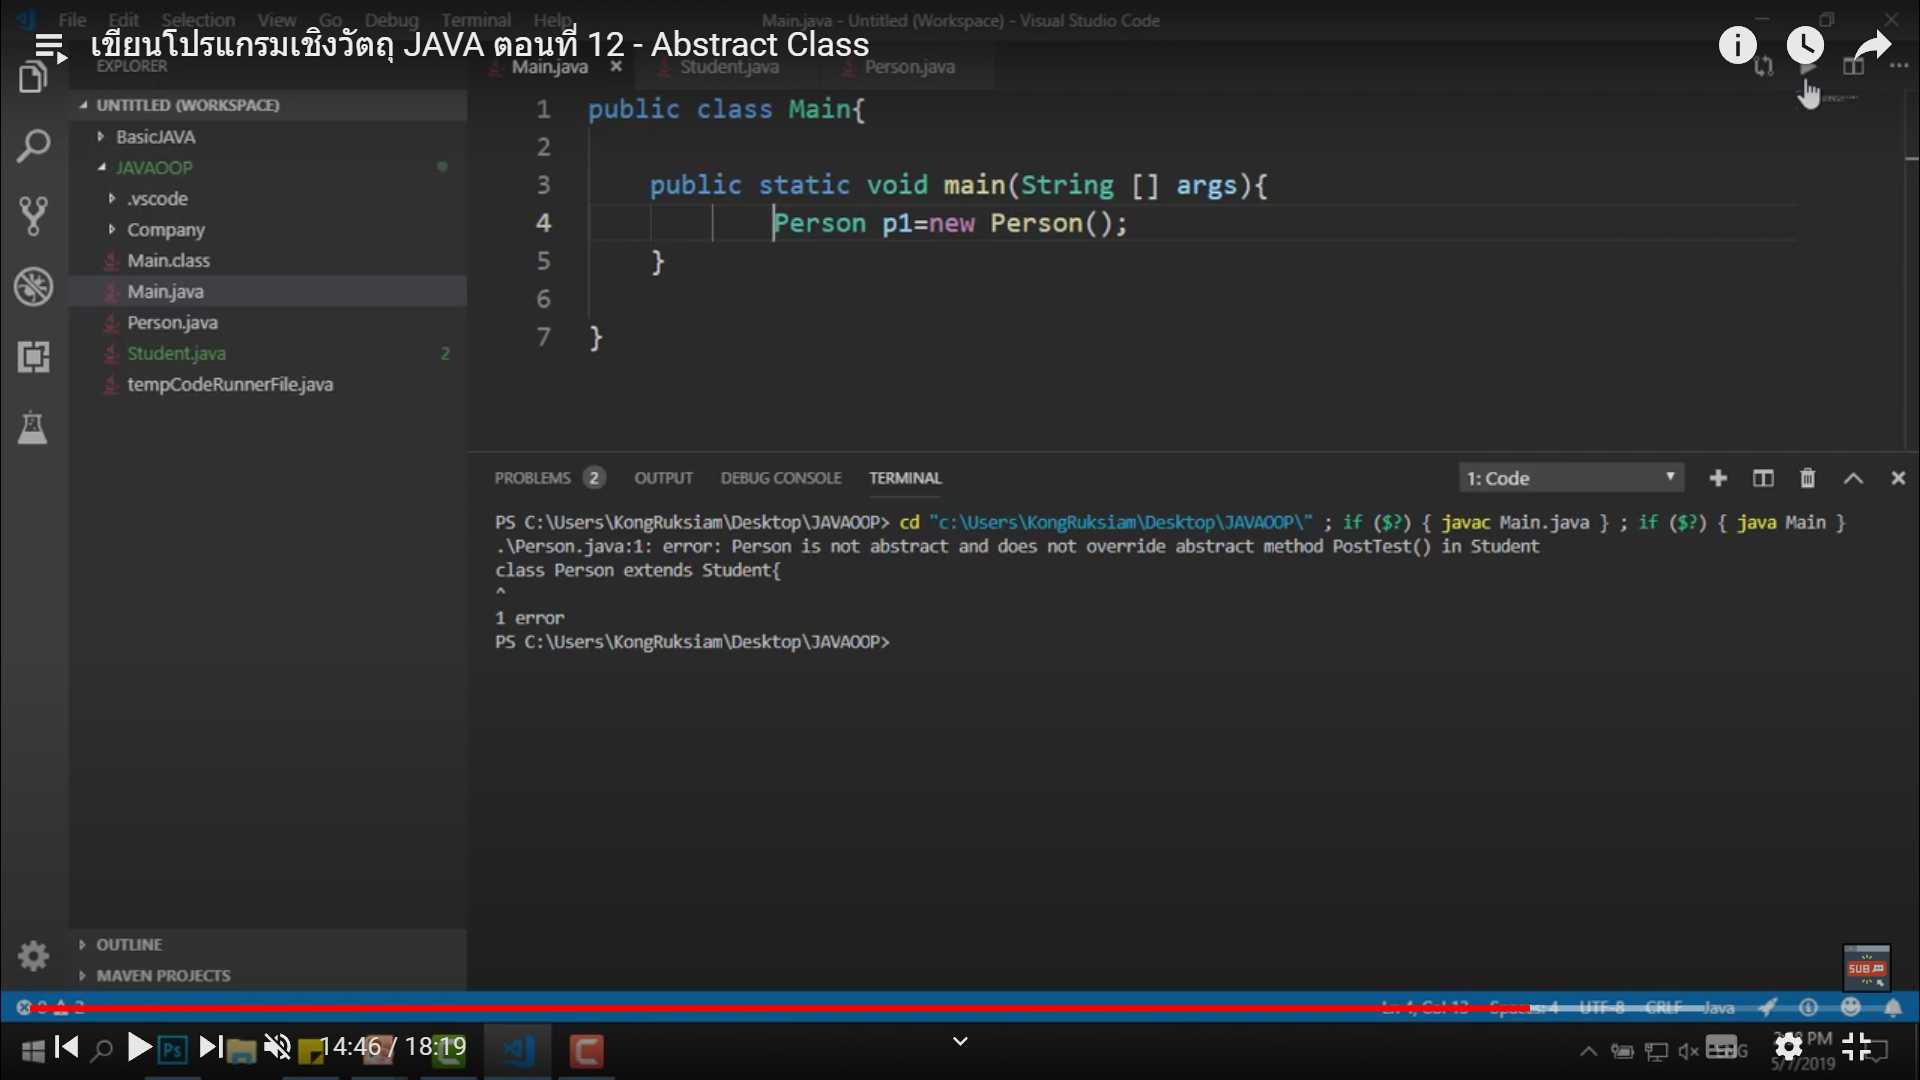 File Edit Selection View Go Debug Terminal Help
Main.java - Untitled (Workspace) - Visual Studio Code
เขียนโปรแกรมเชิงวัตถุ JAVA ตอนที่ 12 - Abstract Class
EXPLORER
Main.java Student.java Person.java
UNTITLED (WORKSPACE)
BasicJAVA
JAVAOOP
.vscode
Company
Main.class
Main.java
Person.java
Student.java 2
tempCodeRunnerFile.java
1 public class Main{
2
3 public static void main(String [] args){
4 Person p1=new Person();
5 }
6
7 }
PROBLEMS 2 OUTPUT DEBUG CONSOLE TERMINAL
1: Code
PS C:\Users\KongRuksiam\Desktop\JAVAOOP> cd "c:\Users\KongRuksiam\Desktop\JAVAOOP\" ; if ($?) { javac Main.java } ; if ($?) { java Main }
.\Person.java:1: error: Person is not abstract and does not override abstract method PostTest() in Student
class Person extends Student{
^
1 error
PS C:\Users\KongRuksiam\Desktop\JAVAOOP>
OUTLINE
MAVEN PROJECTS
SUB
Ln 4, Col 13 Spaces: 4 UTF-8 CRLF Java
Ps
14:46 / 18:19
PM
5/7/2019